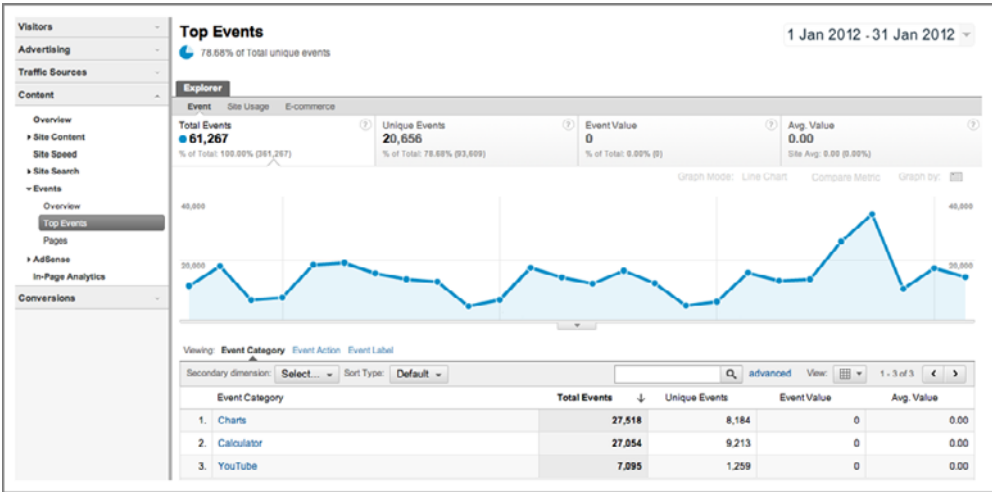 Visitors
Advertising
Traffic Sources
Content
Overview
Site Content
Site Speed
Site Search
Events
Overview
Top Events
Pages
AdSense
In-Page Analytics
Conversions
Top Events
78.68% of Total unique events
1 Jan 2012 - 31 Jan 2012
Explorer
Event Site Usage E-commerce
Total Events ? Unique Events ? Event Value ? Avg. Value ?
61,267 20,656 0 0.00
% of Total: 100.00% (361,267) % of Total: 78.68% (93,609) % of Total: 0.00% (0) Site Avg: 0.00 (0.00%)
Graph Mode: Line Chart Compare Metric Graph by:
40,000 40,000
20,000 20,000
Viewing: Event Category Event Action Event Label
Secondary dimension: Select... Sort Type: Default advanced View: 1 - 3 of 3
Event Category Total Events ↓ Unique Events Event Value Avg. Value
1. Charts 27,518 8,184 0 0.00
2. Calculator 27,054 9,213 0 0.00
3. YouTube 7,095 1,259 0 0.00